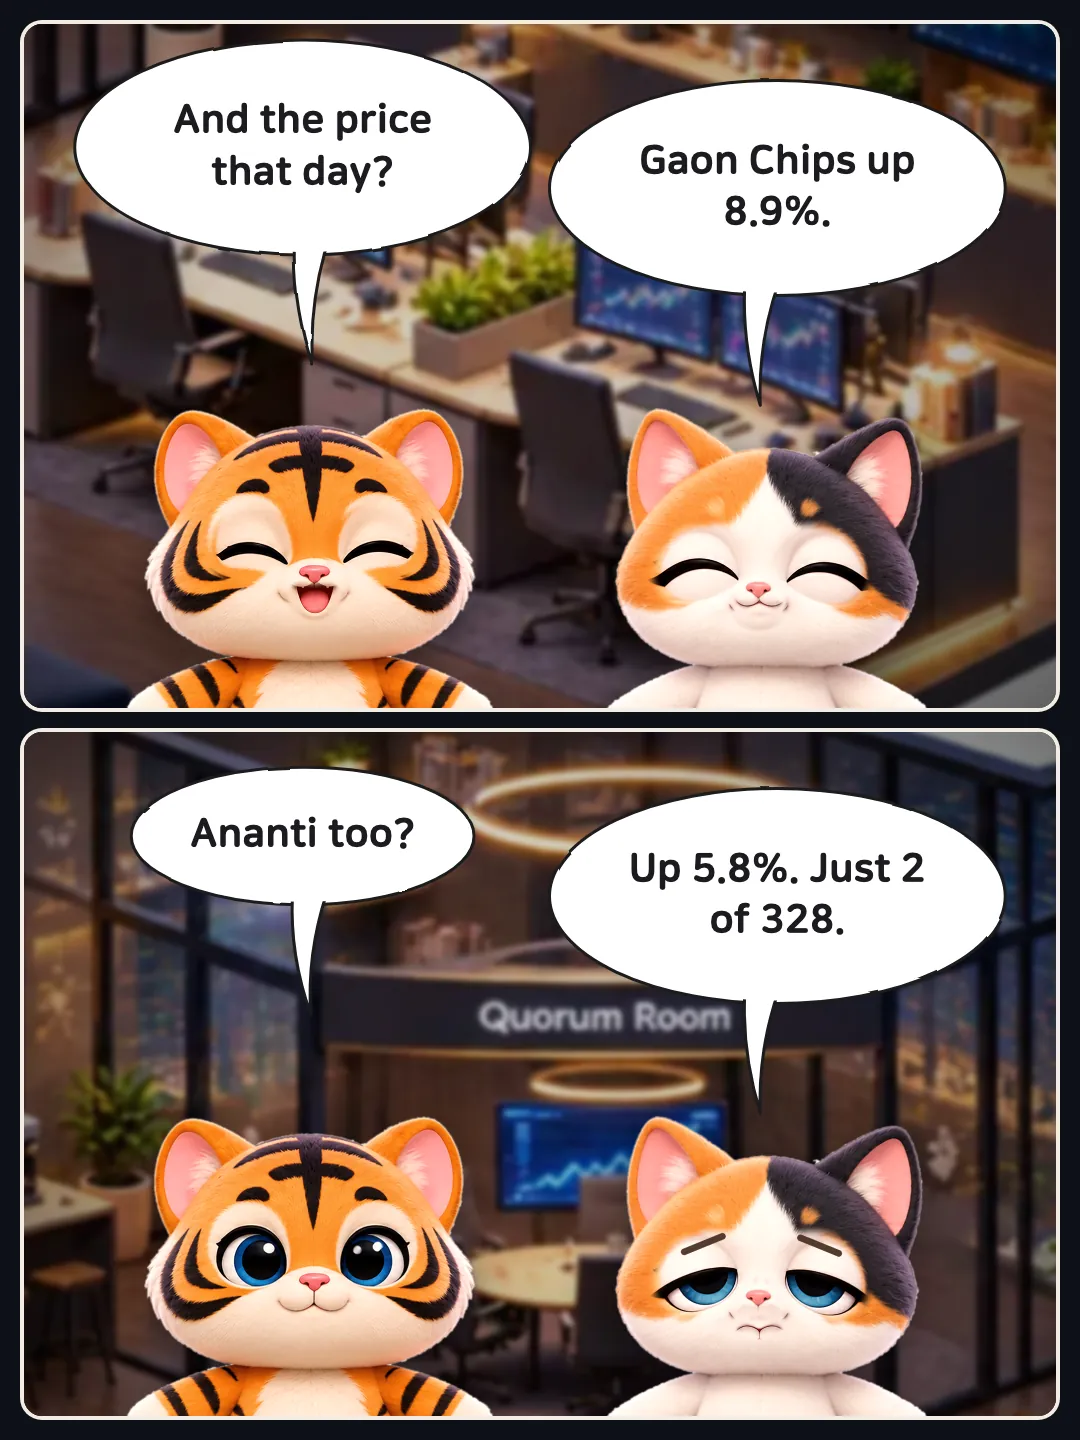 And the price
that day?
Gaon Chips up
8.9%.
Ananti too?
Up 5.8%. Just 2
of 328.
Quorum Room